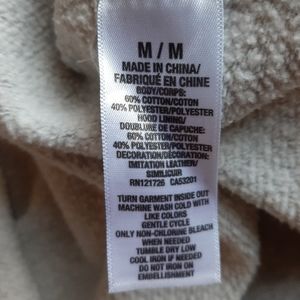 M / M
MADE IN CHINA/
FABRIQUÉ EN CHINE
BODY/CORPS:
60% COTTON/COTON
40% POLYESTER/POLYESTER
HOOD LINING/
DOUBLURE DE CAPUCHE:
60% COTTON/COTON
40% POLYESTER/POLYESTER
DECORATION/DÉCORATION:
IMITATION LEATHER/
SIMILICUIR
RN121726 CA53201
TURN GARMENT INSIDE OUT
MACHINE WASH COLD WITH
LIKE COLORS
GENTLE CYCLE
ONLY NON-CHLORINE BLEACH
WHEN NEEDED
TUMBLE DRY LOW
COOL IRON IF NEEDED
DO NOT IRON ON
EMBELLISHMENT